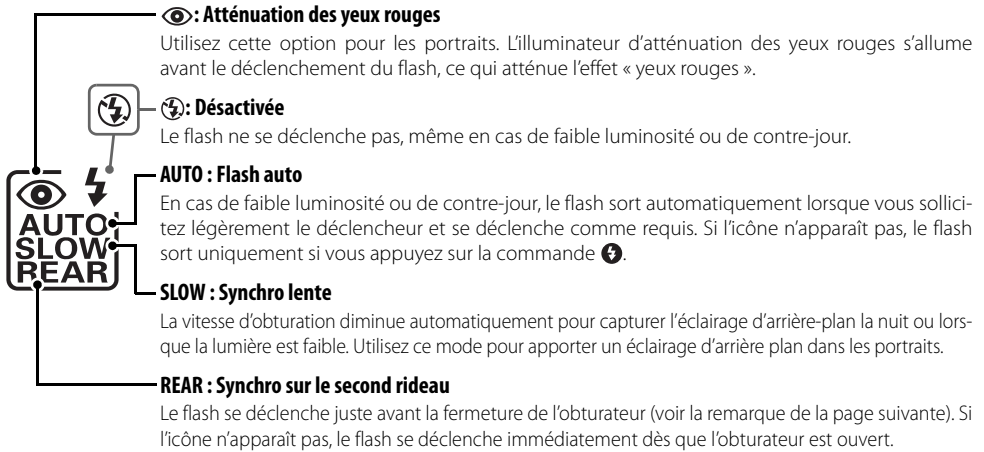 : Atténuation des yeux rouges
Utilisez cette option pour les portraits. L’illuminateur d’atténuation des yeux rouges s’allume
avant le déclenchement du flash, ce qui atténue l’effet « yeux rouges ».
: Désactivée
Le flash ne se déclenche pas, même en cas de faible luminosité ou de contre-jour.
AUTO
SLOW
REAR
AUTO : Flash auto
En cas de faible luminosité ou de contre-jour, le flash sort automatiquement lorsque vous sollici-
tez légèrement le déclencheur et se déclenche comme requis. Si l’icône n’apparaît pas, le flash
sort uniquement si vous appuyez sur la commande .
SLOW : Synchro lente
La vitesse d’obturation diminue automatiquement pour capturer l’éclairage d’arrière-plan la nuit ou lors-
que la lumière est faible. Utilisez ce mode pour apporter un éclairage d’arrière plan dans les portraits.
REAR : Synchro sur le second rideau
Le flash se déclenche juste avant la fermeture de l’obturateur (voir la remarque de la page suivante). Si
l’icône n’apparaît pas, le flash se déclenche immédiatement dès que l’obturateur est ouvert.